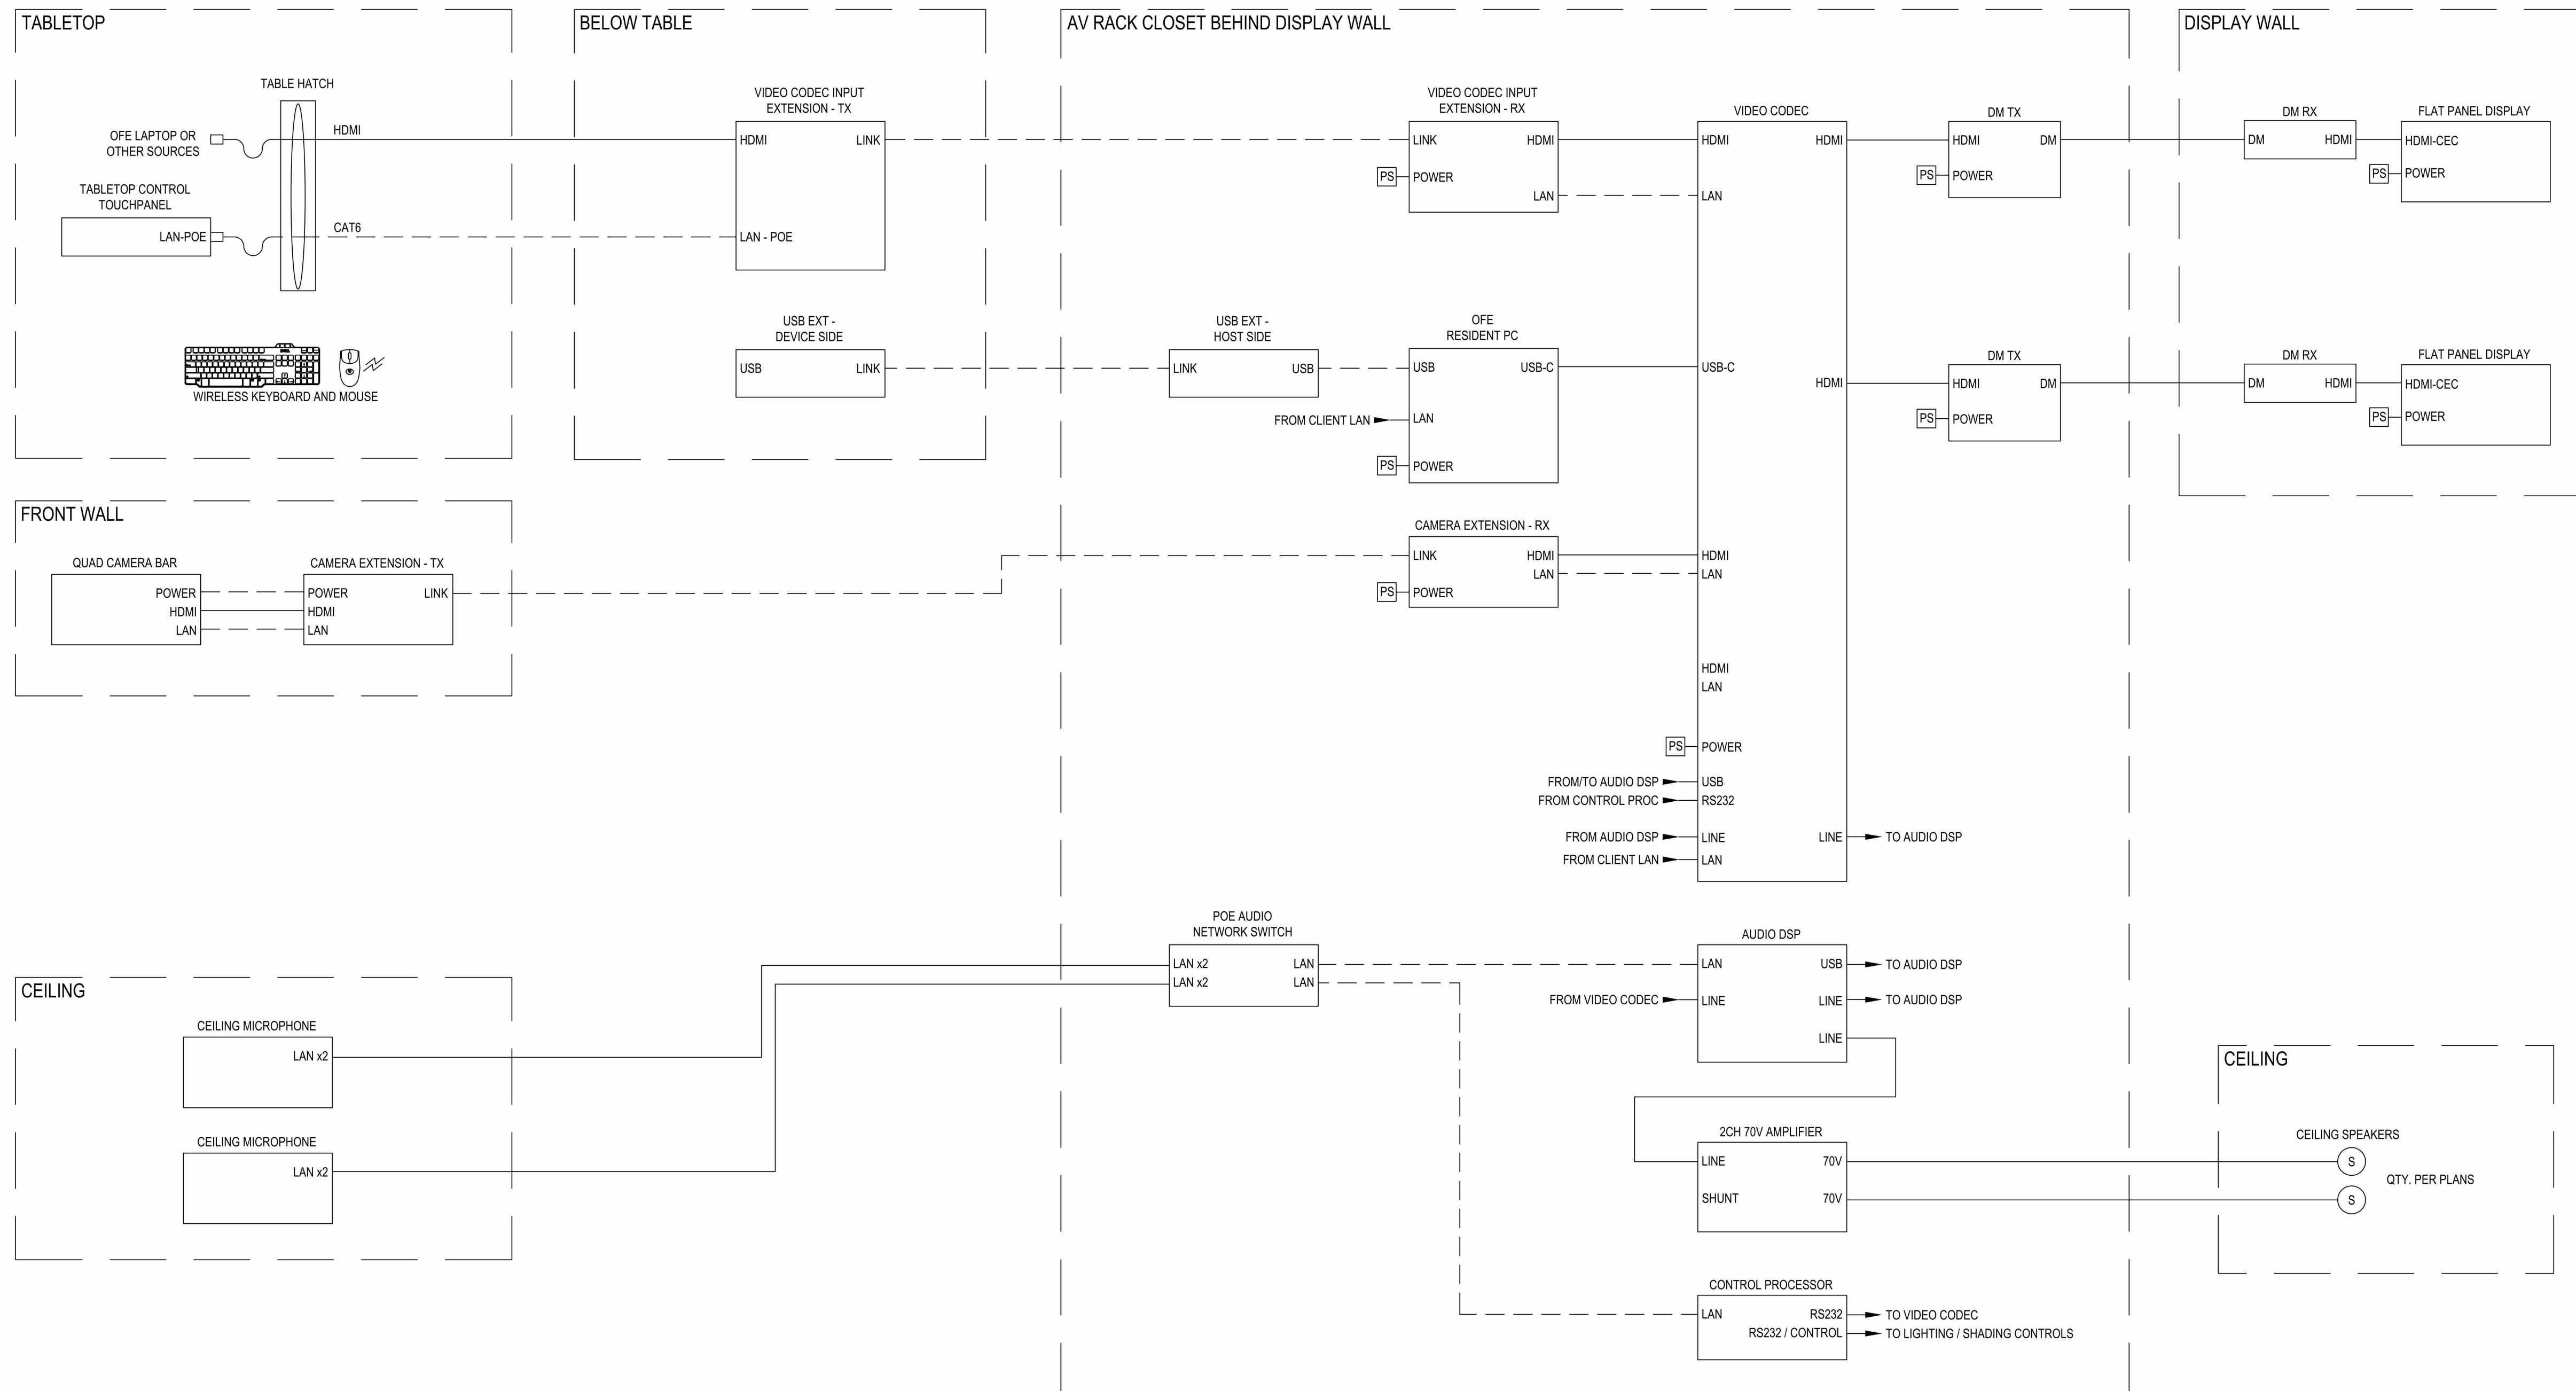 TABLETOP
TABLE HATCH
OFE LAPTOP OR
OTHER SOURCES
HDMI
TABLETOP CONTROL
TOUCHPANEL
LAN-POE
CAT6
WIRELESS KEYBOARD AND MOUSE
BELOW TABLE
VIDEO CODEC INPUT
EXTENSION - TX
HDMI
LINK
LAN - POE
USB EXT -
DEVICE SIDE
USB
LINK
AV RACK CLOSET BEHIND DISPLAY WALL
VIDEO CODEC INPUT
EXTENSION - RX
LINK
HDMI
PS
POWER
LAN
USB EXT -
HOST SIDE
LINK
USB
OFE
RESIDENT PC
USB
USB-C
FROM CLIENT LAN
LAN
PS
POWER
CAMERA EXTENSION - RX
LINK
HDMI
LAN
PS
POWER
VIDEO CODEC
HDMI
HDMI
LAN
USB-C
HDMI
HDMI
LAN
HDMI
LAN
PS
POWER
FROM/TO AUDIO DSP
USB
FROM CONTROL PROC
RS232
FROM AUDIO DSP
LINE
LINE
TO AUDIO DSP
FROM CLIENT LAN
LAN
DM TX
HDMI
DM
PS
POWER
DM TX
HDMI
DM
PS
POWER
DISPLAY WALL
DM RX
DM
HDMI
FLAT PANEL DISPLAY
HDMI-CEC
PS
POWER
DM RX
DM
HDMI
FLAT PANEL DISPLAY
HDMI-CEC
PS
POWER
FRONT WALL
QUAD CAMERA BAR
POWER
HDMI
LAN
CAMERA EXTENSION - TX
POWER
LINK
HDMI
LAN
CEILING
CEILING MICROPHONE
LAN x2
CEILING MICROPHONE
LAN x2
POE AUDIO
NETWORK SWITCH
LAN x2
LAN
LAN x2
LAN
AUDIO DSP
LAN
USB
TO AUDIO DSP
FROM VIDEO CODEC
LINE
LINE
TO AUDIO DSP
LINE
2CH 70V AMPLIFIER
LINE
70V
SHUNT
70V
CONTROL PROCESSOR
LAN
RS232
TO VIDEO CODEC
RS232 / CONTROL
TO LIGHTING / SHADING CONTROLS
CEILING
CEILING SPEAKERS
S
QTY. PER PLANS
S